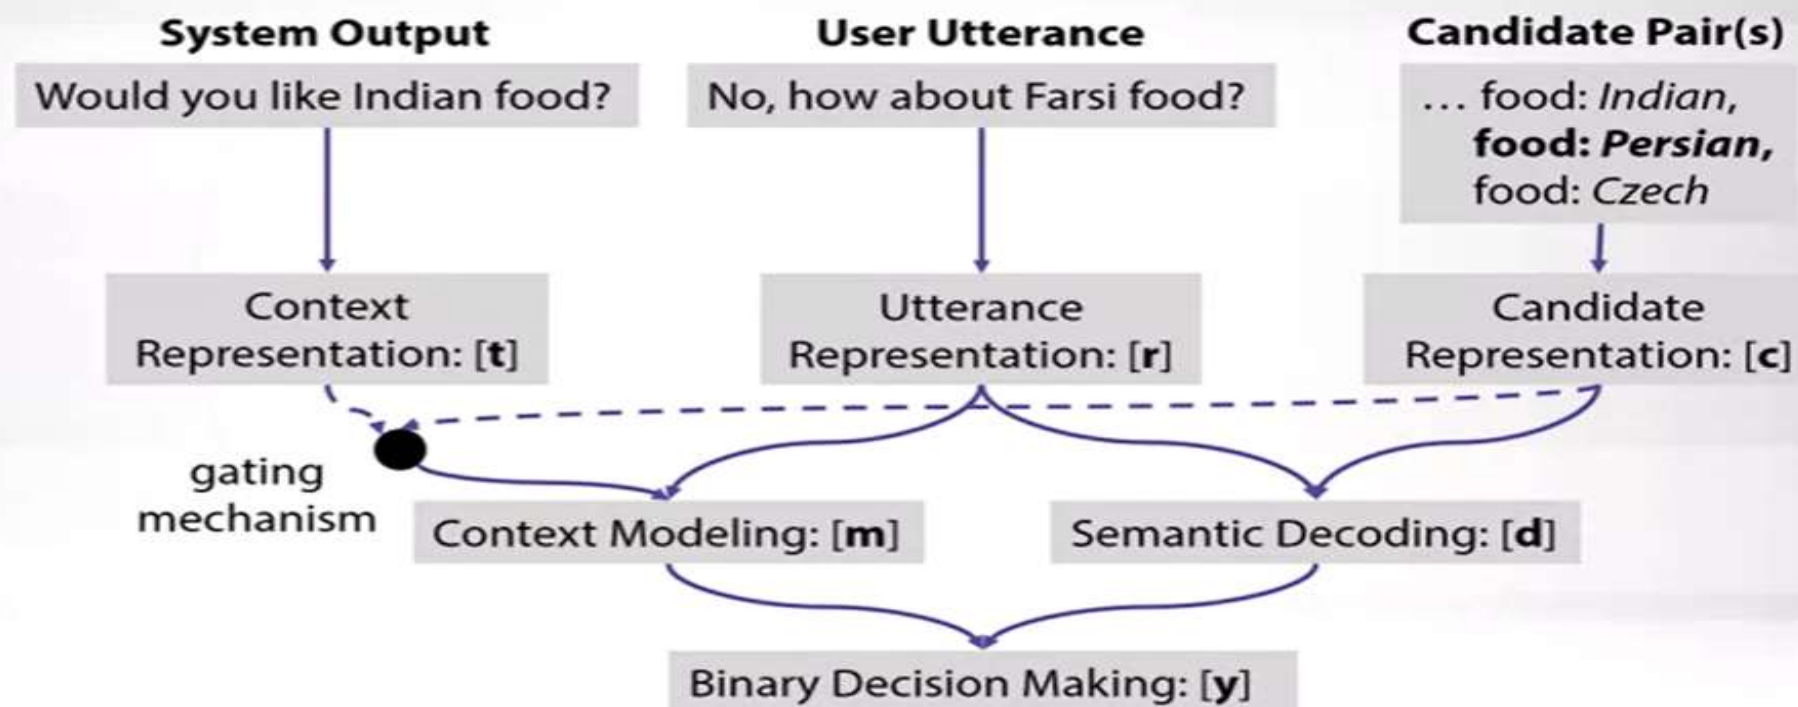 System Output
Would you like Indian food?
User Utterance
No, how about Farsi food?
Candidate Pair(s)
... food: Indian,
food: Persian,
food: Czech
Context
Representation: [t]
Utterance
Representation: [r]
Candidate
Representation: [c]
gating
mechanism
Context Modeling: [m]
Semantic Decoding: [d]
Binary Decision Making: [y]